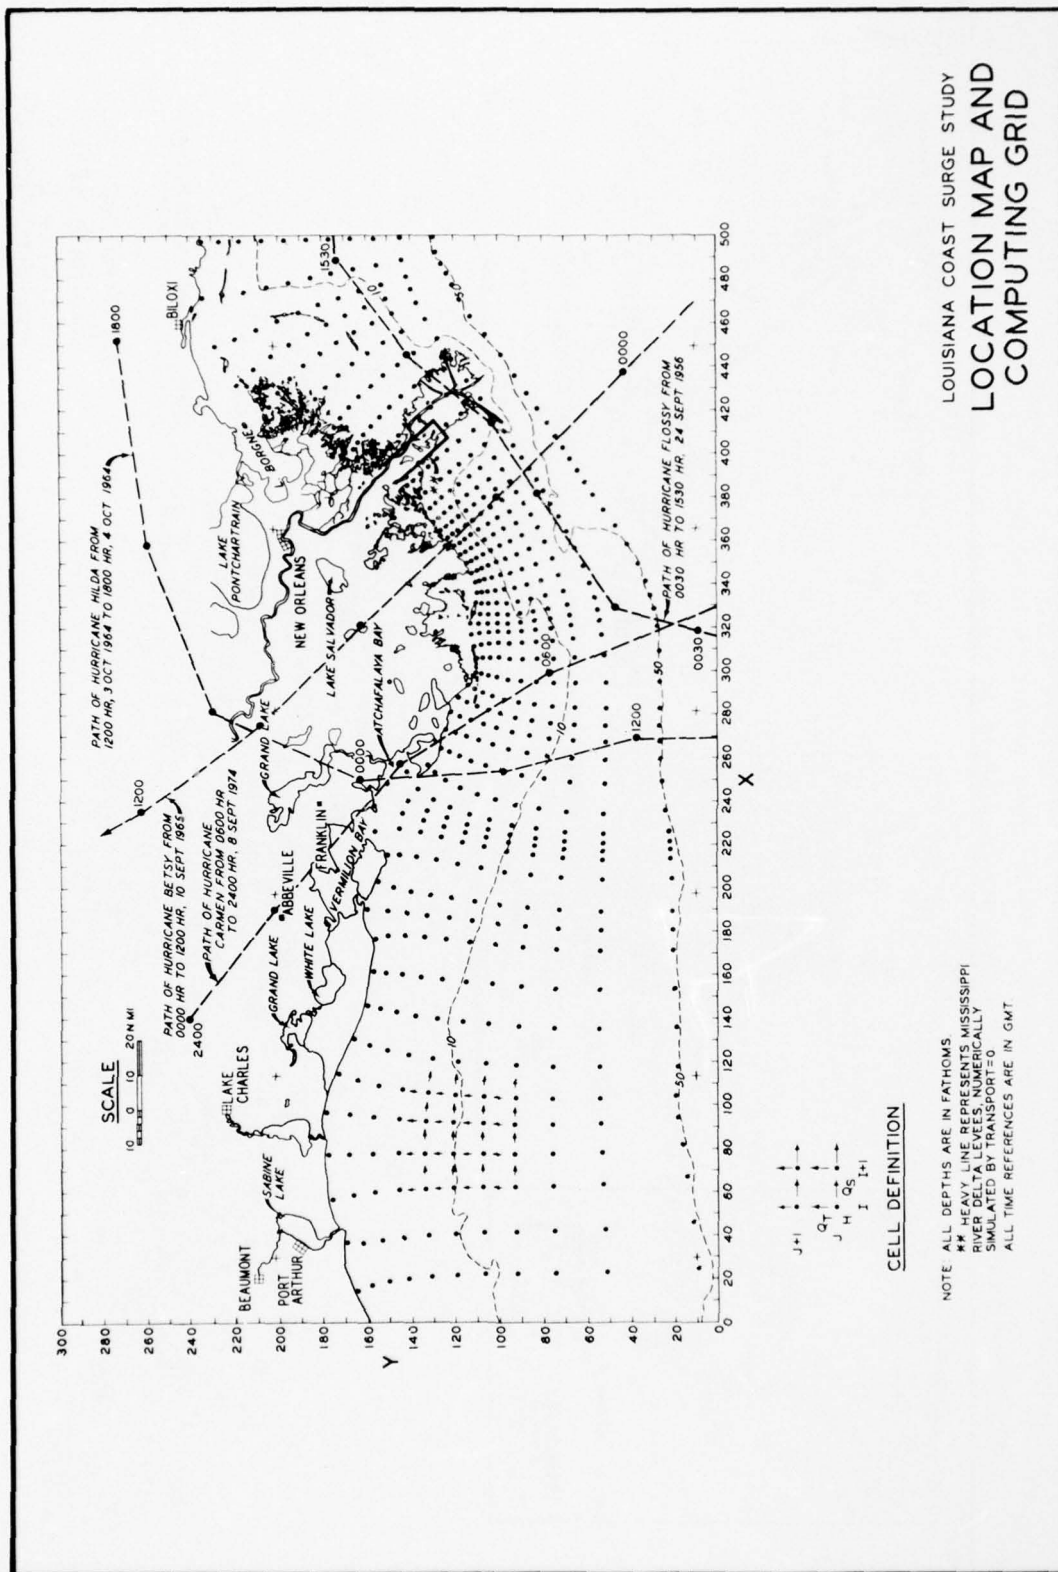 SCALE
10 0 10 20 N MI
PATH OF HURRICANE HILDA FROM
1200 HR, 3 OCT 1964 TO 1800 HR, 4 OCT 1964
1800
1200
PATH OF HURRICANE BETSY FROM
0000 HR TO 1200 HR, 10 SEPT 1965
PATH OF HURRICANE
CARMEN FROM 0600 HR
TO 2400 HR, 8 SEPT 1974
2400
BILOXI
1530
LAKE
BORGNE
LAKE
PONTCHARTRAIN
NEW ORLEANS
LAKE SALVADOR
ATCHAFALAYA BAY
GRAND LAKE
0000
FRANKLIN
VERMILION BAY
ABBEVILLE
WHITE LAKE
GRAND LAKE
LAKE
CHARLES
SABINE
LAKE
BEAUMONT
PORT
ARTHUR
10
50
0000
PATH OF HURRICANE FLOSSY FROM
0030 HR TO 1530 HR, 24 SEPT 1956
0600
1200
0030
10
50
10
50
300
280
260
240
220
200
180
160
140
120
100
80
60
40
20
0
Y
0 20 40 60 80 100 120 140 160 180 200 220 240 260 280 300 320 340 360 380 400 420 440 460 480 500
X
J+1
QT
J
H QS
I I+1
CELL DEFINITION
NOTE: ALL DEPTHS ARE IN FATHOMS
** HEAVY LINE REPRESENTS MISSISSIPPI
RIVER DELTA LEVEES, NUMERICALLY
SIMULATED BY TRANSPORT=0
ALL TIME REFERENCES ARE IN GMT
LOUISIANA COAST SURGE STUDY
LOCATION MAP AND
COMPUTING GRID